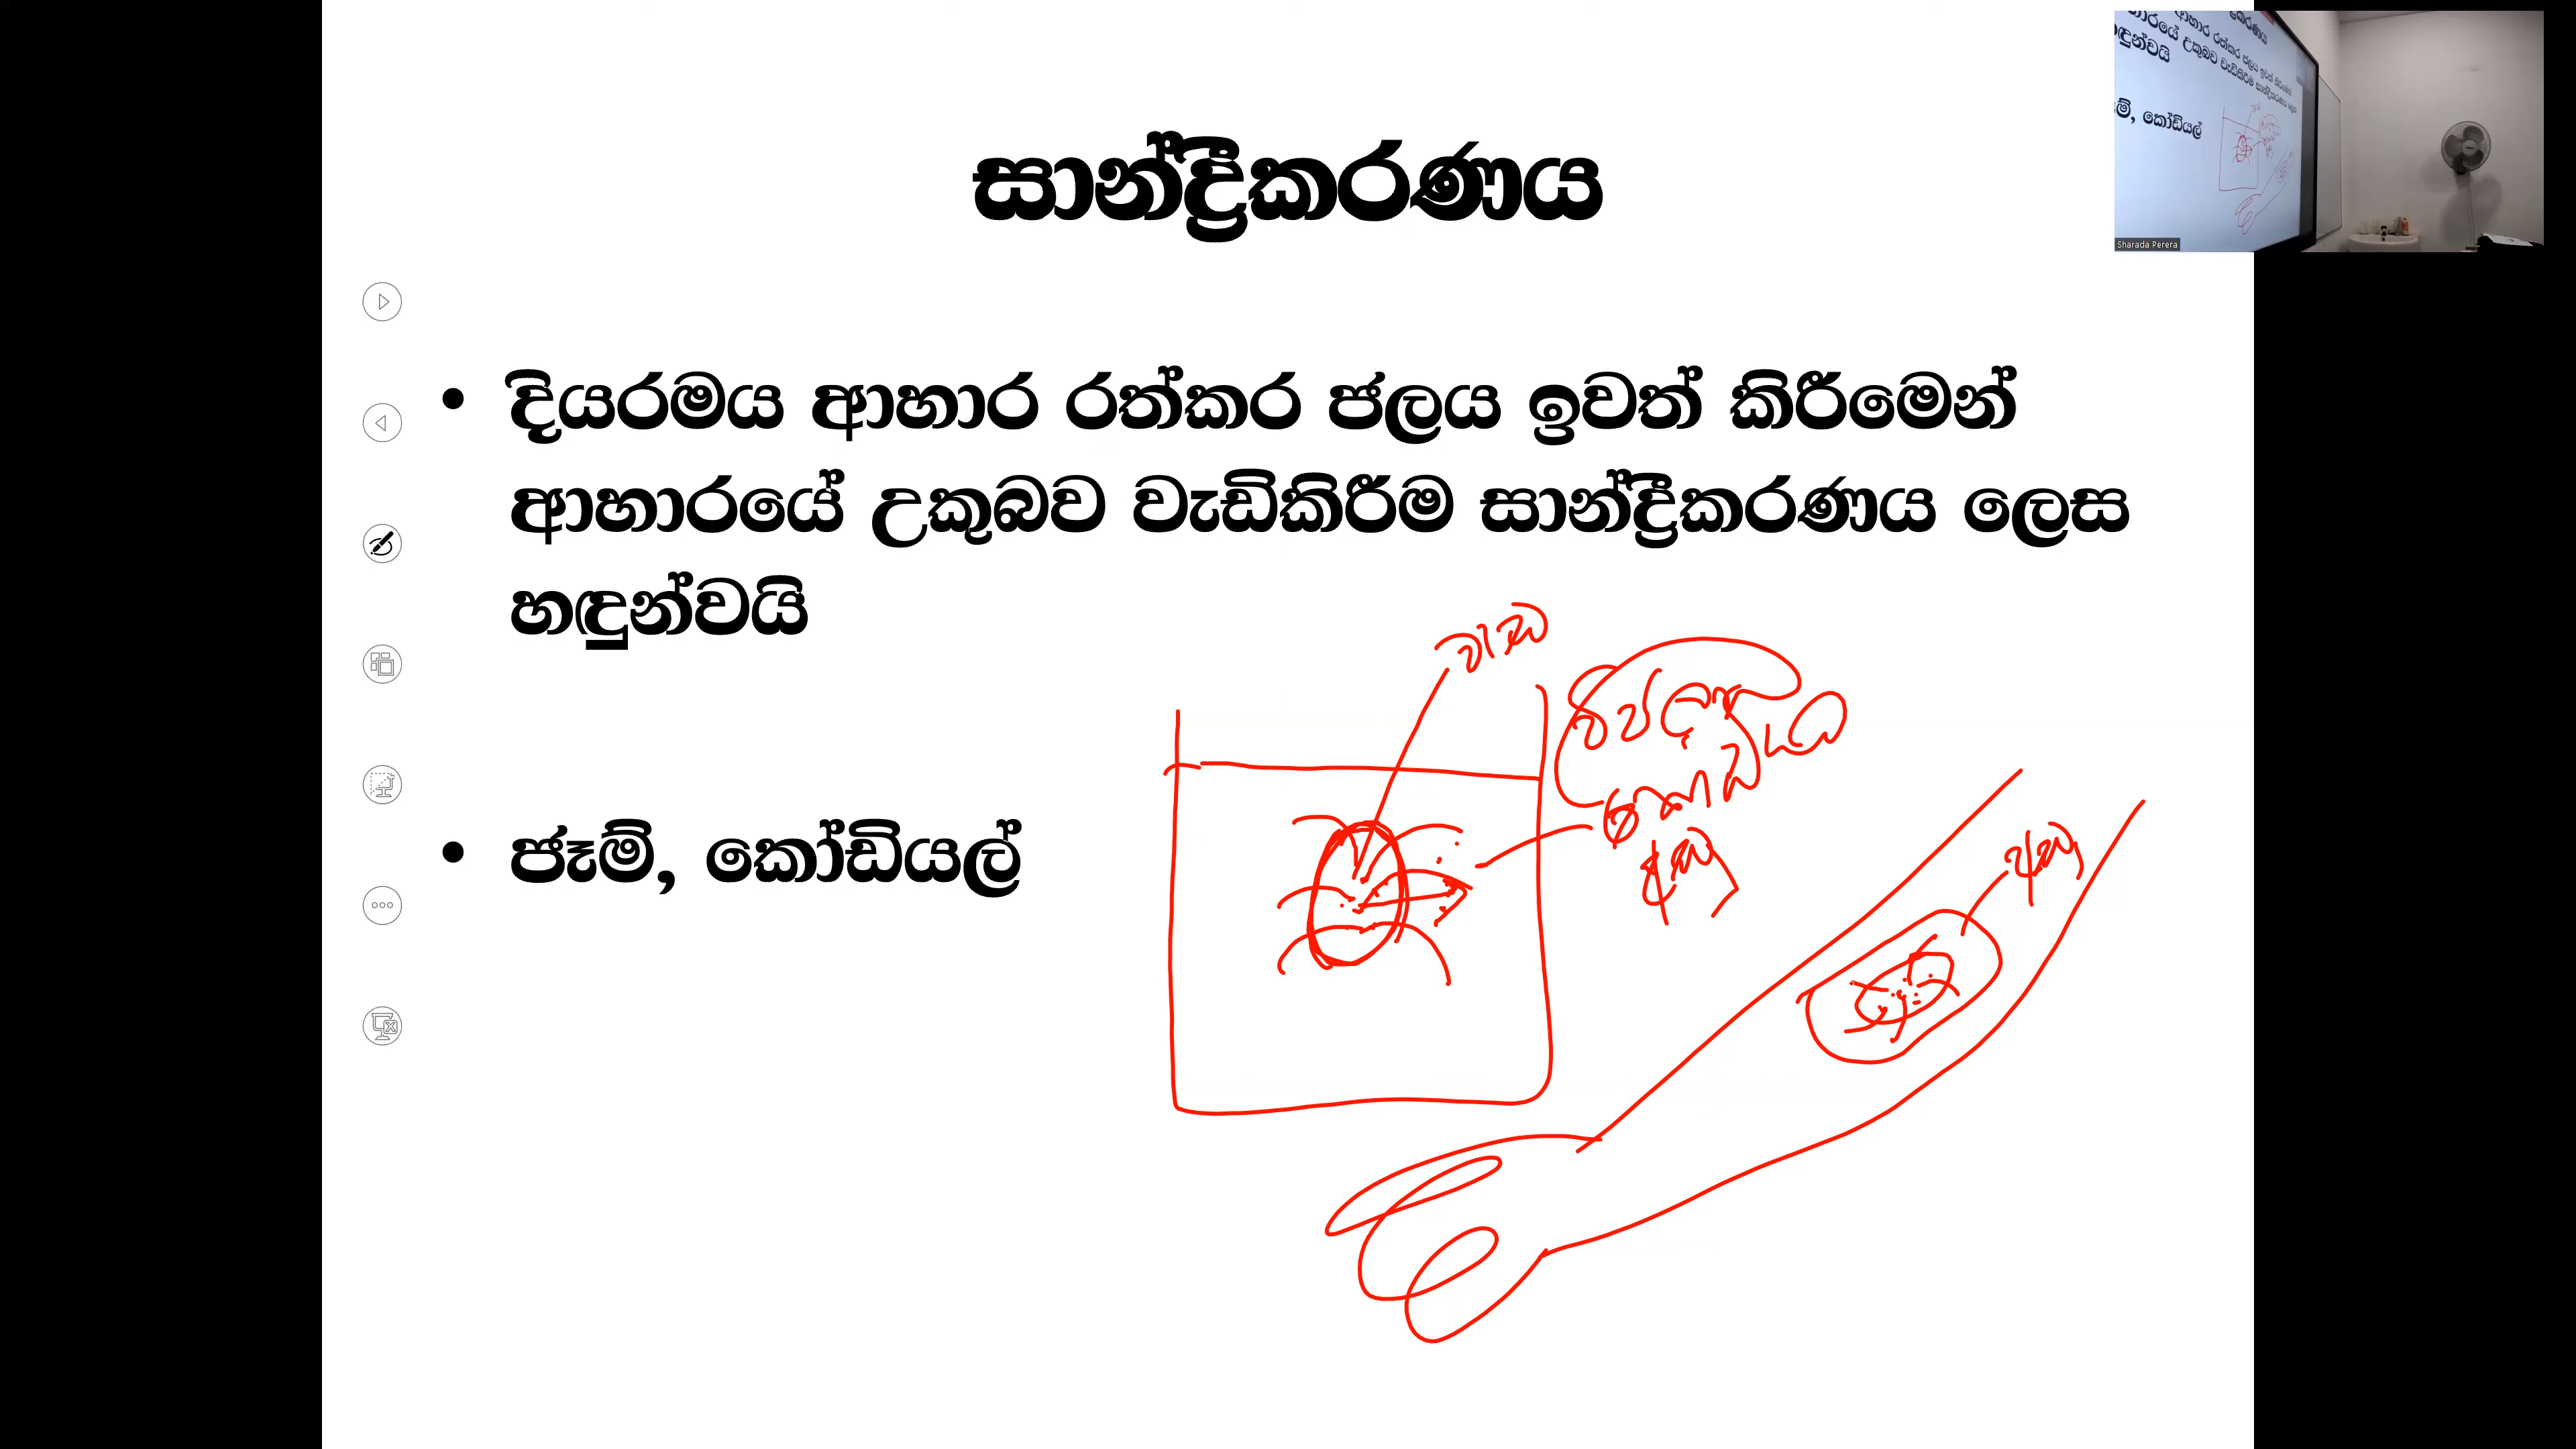 සාන්ද්‍රීකරණය
• දියරමය ආහාර රත්කර ජලය ඉවත් කිරීමෙන්
ආහාරයේ උකුබව වැඩිකිරීම සාන්ද්‍රීකරණය ලෙස
හඳුන්වයි
• ජෑම්, කෝඩියල්
Sharada Perera